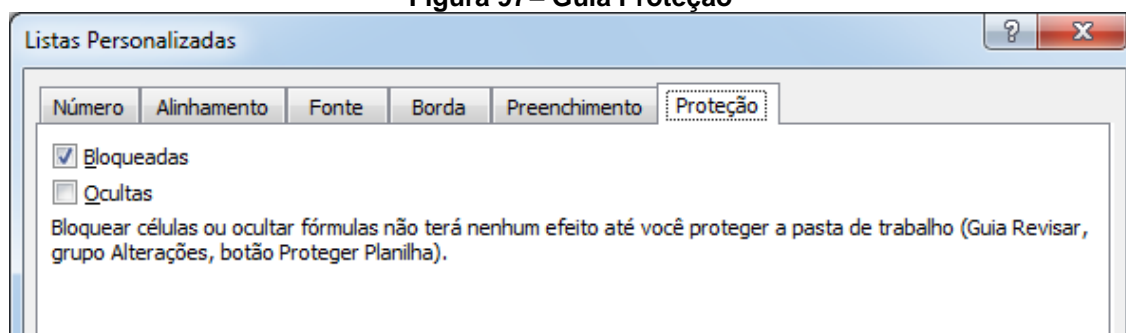 Figura 97– Guia Proteção
Listas Personalizadas
Número Alinhamento Fonte Borda Preenchimento Proteção
Bloqueadas
Ocultas
Bloquear células ou ocultar fórmulas não terá nenhum efeito até você proteger a pasta de trabalho (Guia Revisar,
grupo Alterações, botão Proteger Planilha).